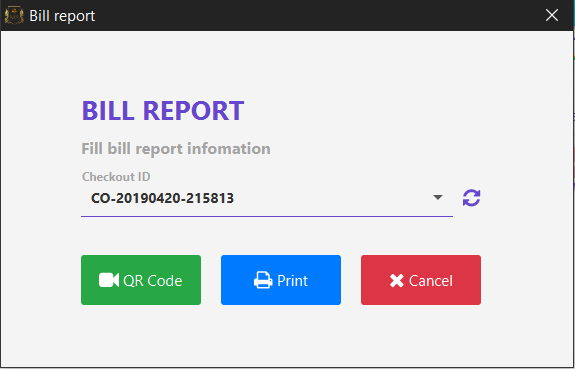 Bill report
BILL REPORT
Fill bill report infomation
Checkout ID
CO-20190420-215813
QR Code
Print
Cancel